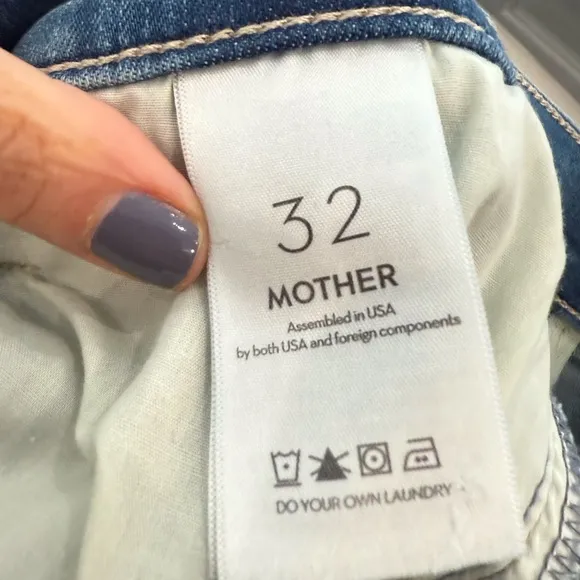 32
MOTHER
Assembled in USA
by both USA and foreign components
DO YOUR OWN LAUNDRY